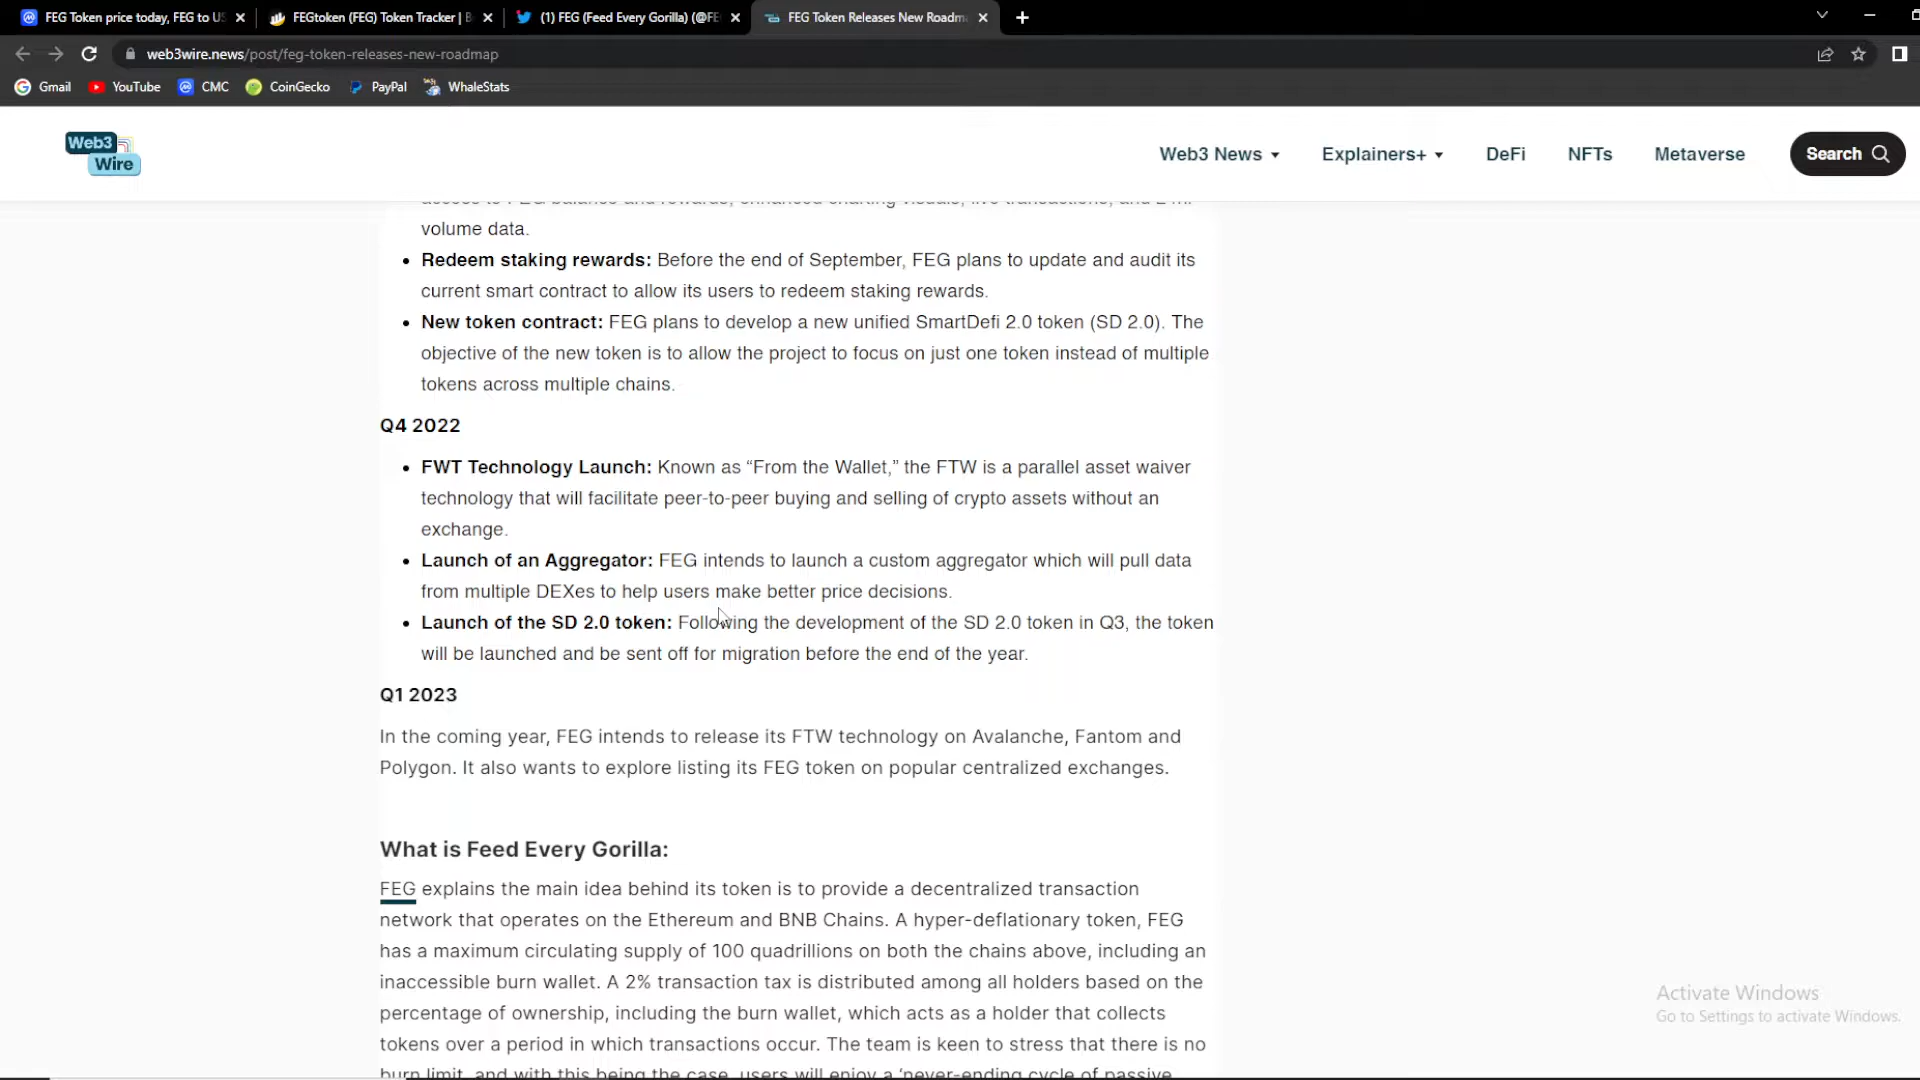 FEG Token price today, FEG to US
FEGtoken (FEG) Token Tracker | B
(1) FEG (Feed Every Gorilla) (@FE
FEG Token Releases New Roadm
web3wire.news/post/feg-token-releases-new-roadmap
Gmail YouTube CMC CoinGecko PayPal WhaleStats
Web3
Wire
Web3 News Explainers+ DeFi NFTs Metaverse Search
access to FEG balance and rewards, enhanced charting visuals, live transactions, and 24hr
volume data.
• Redeem staking rewards: Before the end of September, FEG plans to update and audit its
current smart contract to allow its users to redeem staking rewards.
• New token contract: FEG plans to develop a new unified SmartDefi 2.0 token (SD 2.0). The
objective of the new token is to allow the project to focus on just one token instead of multiple
tokens across multiple chains.
Q4 2022
• FWT Technology Launch: Known as “From the Wallet,” the FTW is a parallel asset waiver
technology that will facilitate peer-to-peer buying and selling of crypto assets without an
exchange.
• Launch of an Aggregator: FEG intends to launch a custom aggregator which will pull data
from multiple DEXes to help users make better price decisions.
• Launch of the SD 2.0 token: Following the development of the SD 2.0 token in Q3, the token
will be launched and be sent off for migration before the end of the year.
Q1 2023
In the coming year, FEG intends to release its FTW technology on Avalanche, Fantom and
Polygon. It also wants to explore listing its FEG token on popular centralized exchanges.
What is Feed Every Gorilla:
FEG explains the main idea behind its token is to provide a decentralized transaction
network that operates on the Ethereum and BNB Chains. A hyper-deflationary token, FEG
has a maximum circulating supply of 100 quadrillions on both the chains above, including an
inaccessible burn wallet. A 2% transaction tax is distributed among all holders based on the
percentage of ownership, including the burn wallet, which acts as a holder that collects
tokens over a period in which transactions occur. The team is keen to stress that there is no
burn limit, and with this being the case, users will enjoy a ‘never-ending cycle of passive
Activate Windows
Go to Settings to activate Windows.